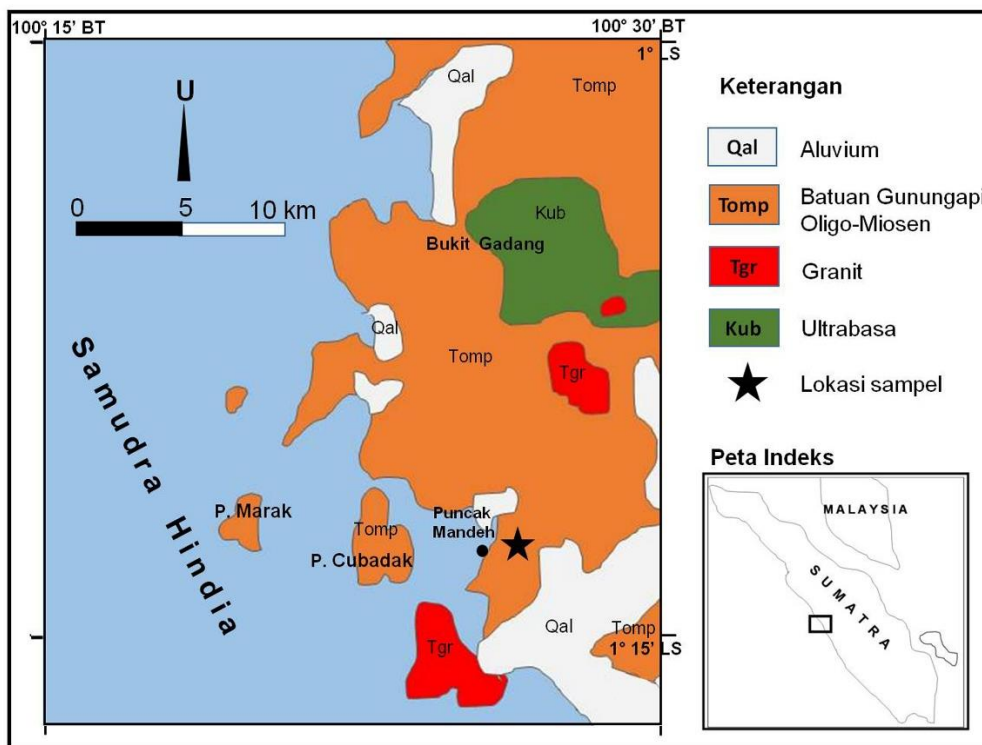 100° 15' BT
100° 30' BT
1°
LS
U
0 5 10 km
Qal
Tomp
Kub
Bukit Gadang
Qal
Tomp
Tgr
Samudra Hindia
P. Marak
Tomp
P. Cubadak
Puncak
Mandeh
Tgr
Qal
Tomp
1° 15' LS
Keterangan
Qal Aluvium
Tomp Batuan Gunungapi
Oligo-Miosen
Tgr Granit
Kub Ultrabasa
Lokasi sampel
Peta Indeks
MALAYSIA
SUMATRA